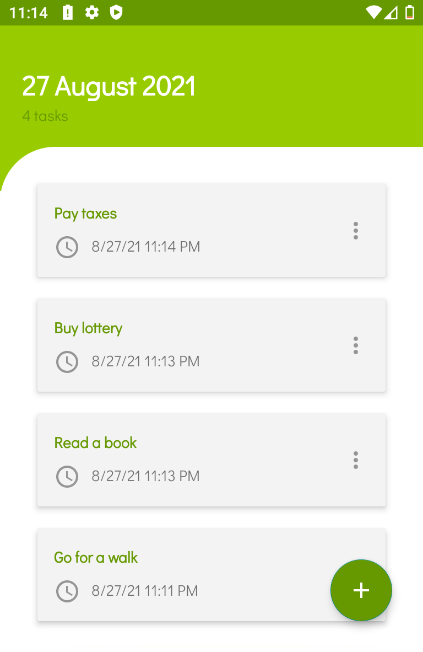 11:14
27 August 2021
4 tasks
Pay taxes
8/27/21 11:14 PM
Buy lottery
8/27/21 11:13 PM
Read a book
8/27/21 11:13 PM
Go for a walk
8/27/21 11:11 PM